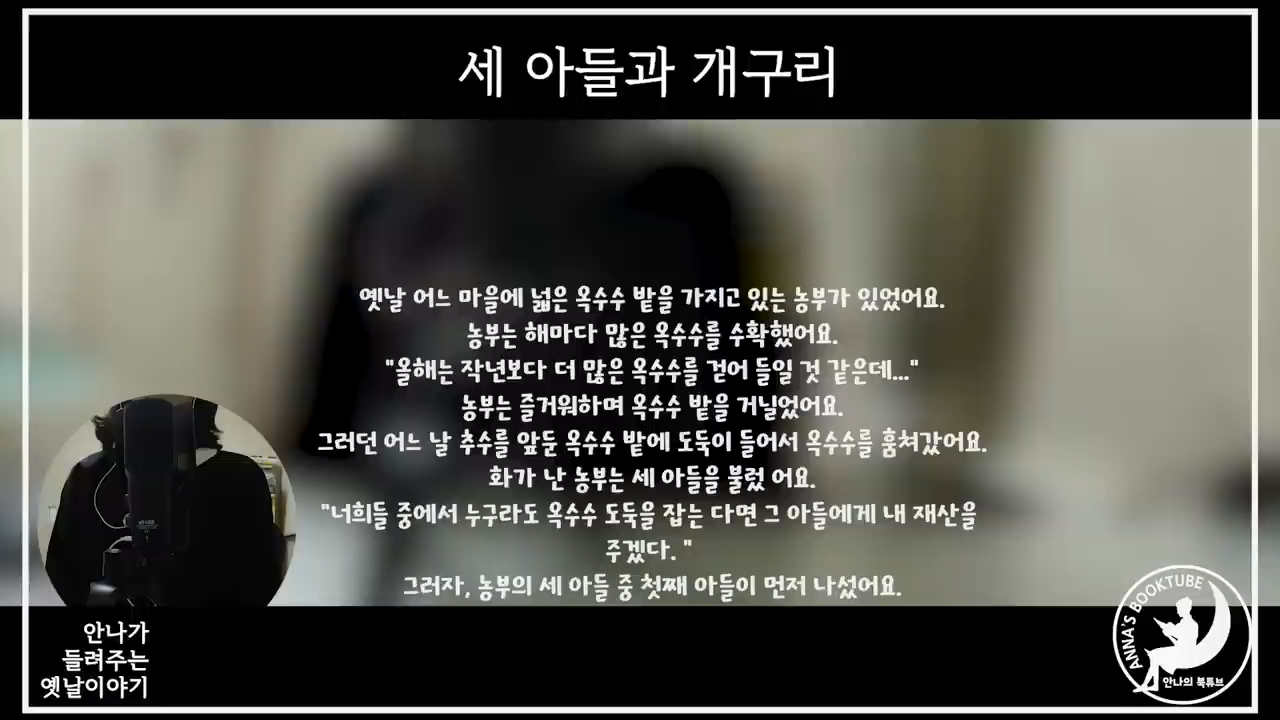 세 아들과 개구리
옛날 어느 마을에 넓은 옥수수 밭을 가지고 있는 농부가 있었어요.
농부는 해마다 많은 옥수수를 수확했어요.
"올해는 작년보다 더 많은 옥수수를 걷어 들일 것 같은데..."
농부는 즐거워하며 옥수수 밭을 거닐었어요.
그러던 어느 날 추수를 앞둔 옥수수 밭에 도둑이 들어서 옥수수를 훔쳐갔어요.
화가 난 농부는 세 아들을 불렀 어요.
"너희들 중에서 누구라도 옥수수 도둑을 잡는 다면 그 아들에게 내 재산을
주겠다. "
그러자, 농부의 세 아들 중 첫째 아들이 먼저 나섰어요.
안나가
들려주는
옛날이야기
ANNA'S BOOKTUBE
안나의 북튜브